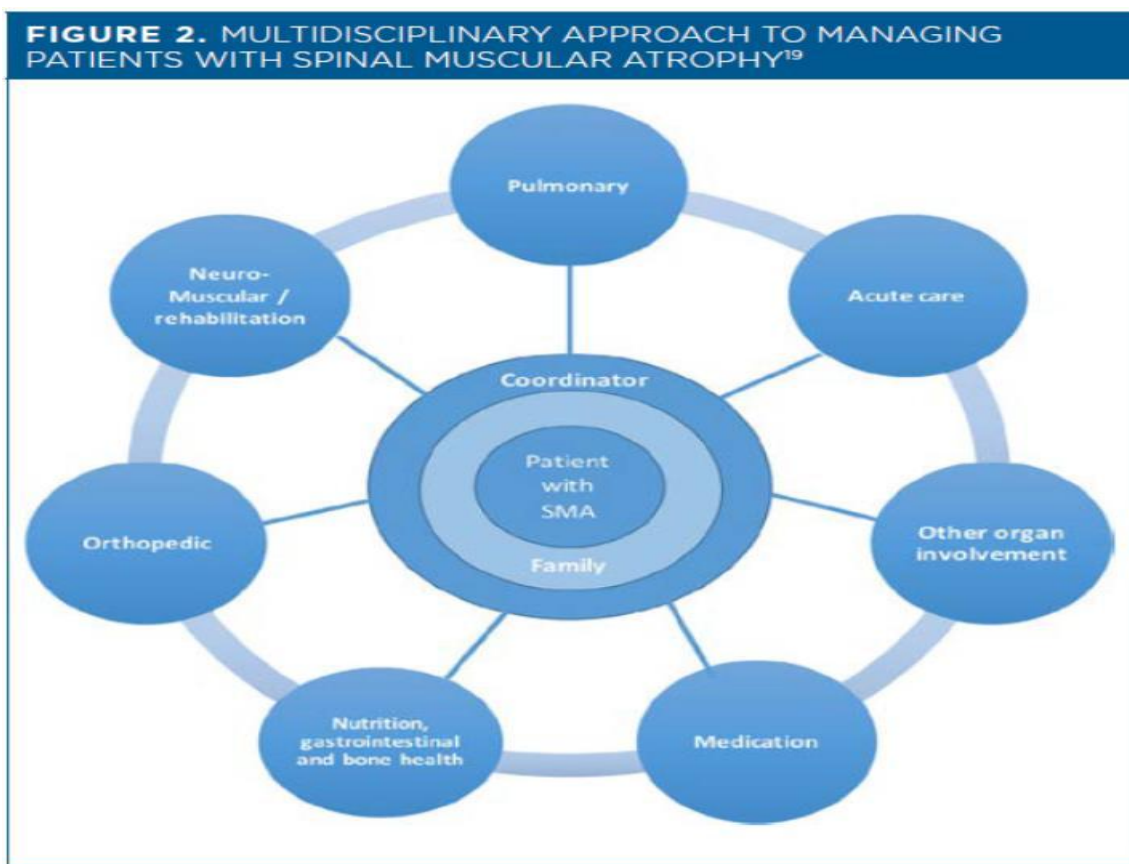 FIGURE 2. MULTIDISCIPLINARY APPROACH TO MANAGING
PATIENTS WITH SPINAL MUSCULAR ATROPHY¹⁹
Pulmonary
Acute care
Other organ
involvement
Medication
Nutrition,
gastrointestinal
and bone health
Orthopedic
Neuro-
Muscular /
rehabilitation
Coordinator
Patient
with
SMA
Family